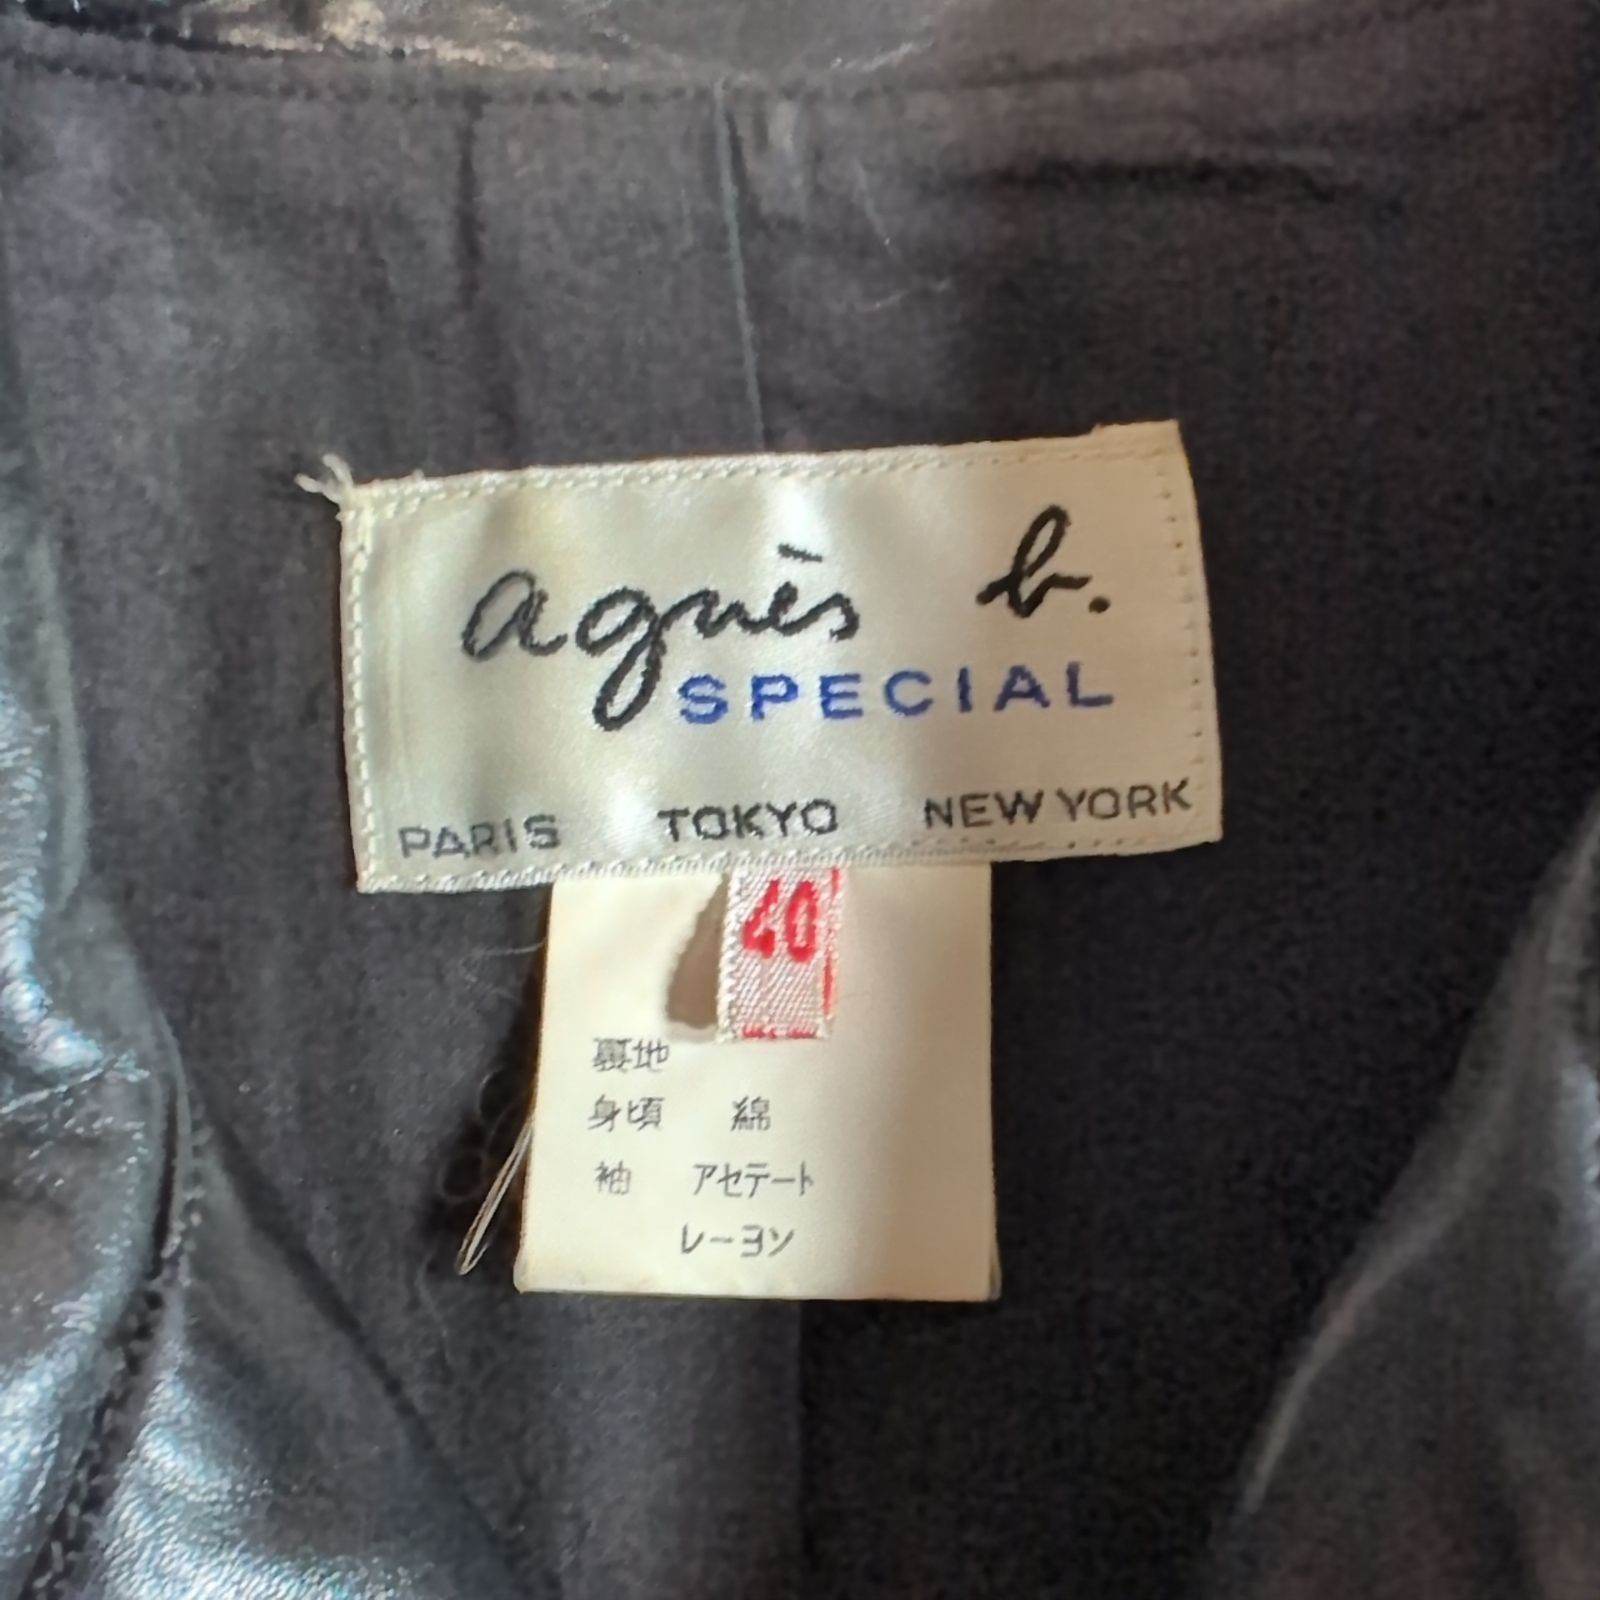 agnès b.
SPECIAL
PARIS TOKYO NEW YORK
40
裏地
身頃 綿
袖 アセテート
レーヨン